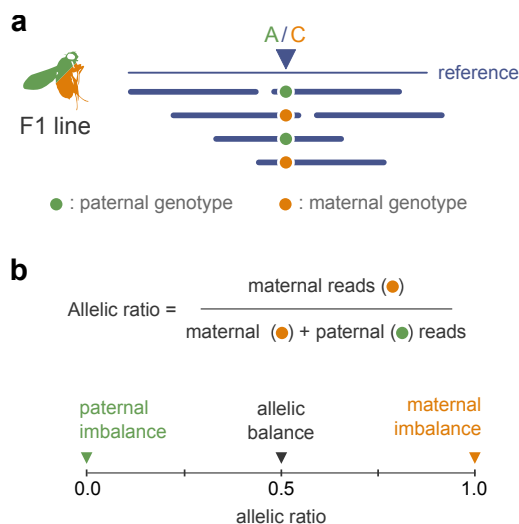 a
A/C
reference
F1 line
: paternal genotype
: maternal genotype
b
Allelic ratio =
maternal reads ( )
maternal ( ) + paternal ( ) reads
paternal
imbalance
allelic
balance
maternal
imbalance
0.0
0.5
1.0
allelic ratio